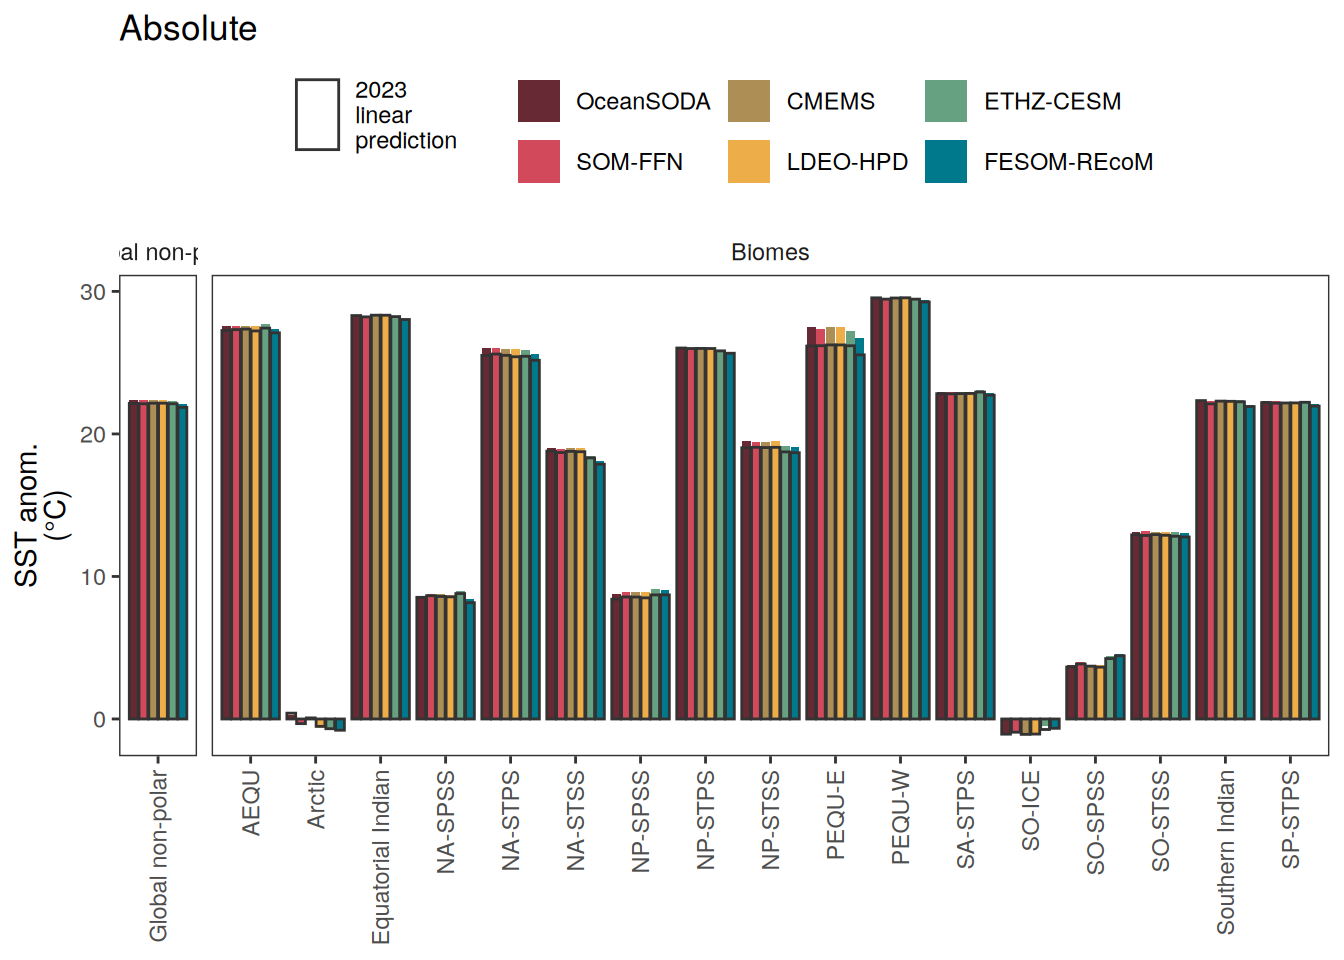 Absolute
2023
linear
prediction
OceanSODA
CMEMS
ETHZ-CESM
SOM-FFN
LDEO-HPD
FESOM-REcoM
al non-
Biomes
30
20
10
0
SST anom.
(°C)
Global non-polar
AEQU
Arctic
Equatorial Indian
NA-SPSS
NA-STPS
NA-STSS
NP-SPSS
NP-STPS
NP-STSS
PEQU-E
PEQU-W
SA-STPS
SO-ICE
SO-SPSS
SO-STSS
Southern Indian
SP-STPS